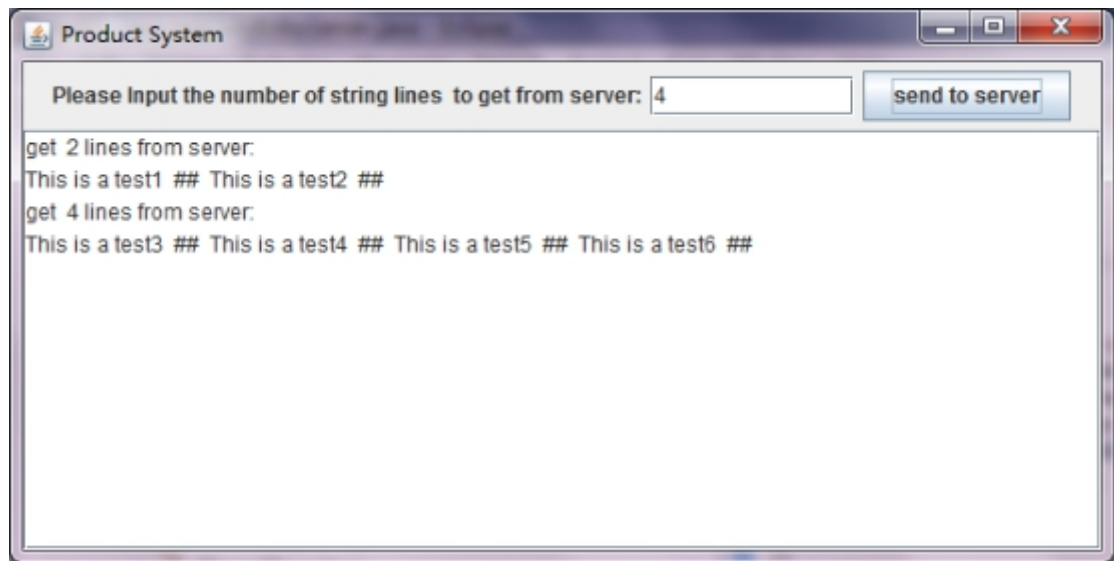 Product System
Please Input the number of string lines to get from server: 4 send to server
get 2 lines from server:
This is a test1 ## This is a test2 ##
get 4 lines from server:
This is a test3 ## This is a test4 ## This is a test5 ## This is a test6 ##